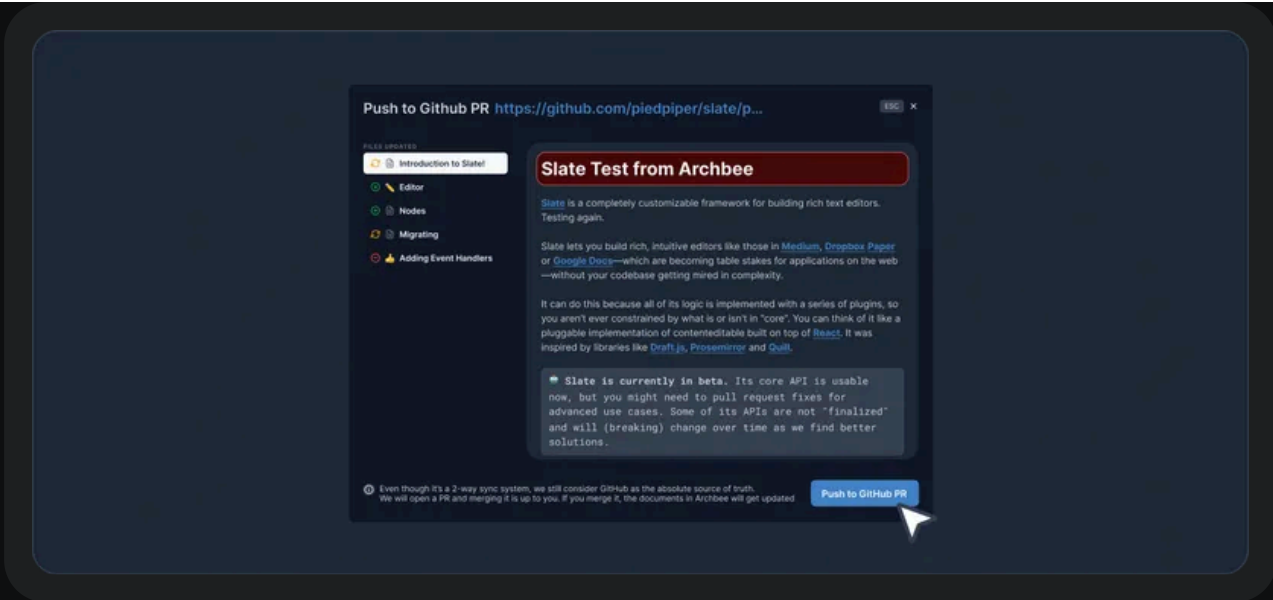 Push to Github PR https://github.com/piedpiper/slate/p...
ESC ×
FILES UPDATED
Introduction to Slate!
Editor
Nodes
Migrating
Adding Event Handlers
Slate Test from Archbee
Slate is a completely customizable framework for building rich text editors.
Testing again.
Slate lets you build rich, intuitive editors like those in Medium, Dropbox Paper
or Google Docs—which are becoming table stakes for applications on the web
—without your codebase getting mired in complexity.
It can do this because all of its logic is implemented with a series of plugins, so
you aren't ever constrained by what is or isn't in "core". You can think of it like a
pluggable implementation of contenteditable built on top of React. It was
inspired by libraries like Draft.js, Prosemirror and Quill.
Slate is currently in beta. Its core API is usable
now, but you might need to pull request fixes for
advanced use cases. Some of its APIs are not "finalized"
and will (breaking) change over time as we find better
solutions.
Even though it's a 2-way sync system, we still consider GitHub as the absolute source of truth.
We will open a PR and merging it is up to you. If you merge it, the documents in Archbee will get updated
Push to GitHub PR